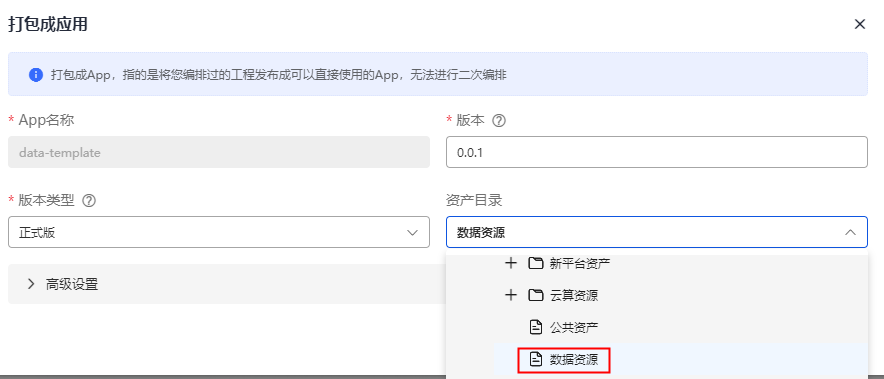 打包成应用
打包成App，指的是将您编排过的工程发布成可以直接使用的App，无法进行二次编排
* App名称
* 版本
data-template
0.0.1
* 版本类型
资产目录
正式版
数据资源
高级设置
新平台资产
云算资源
公共资产
数据资源